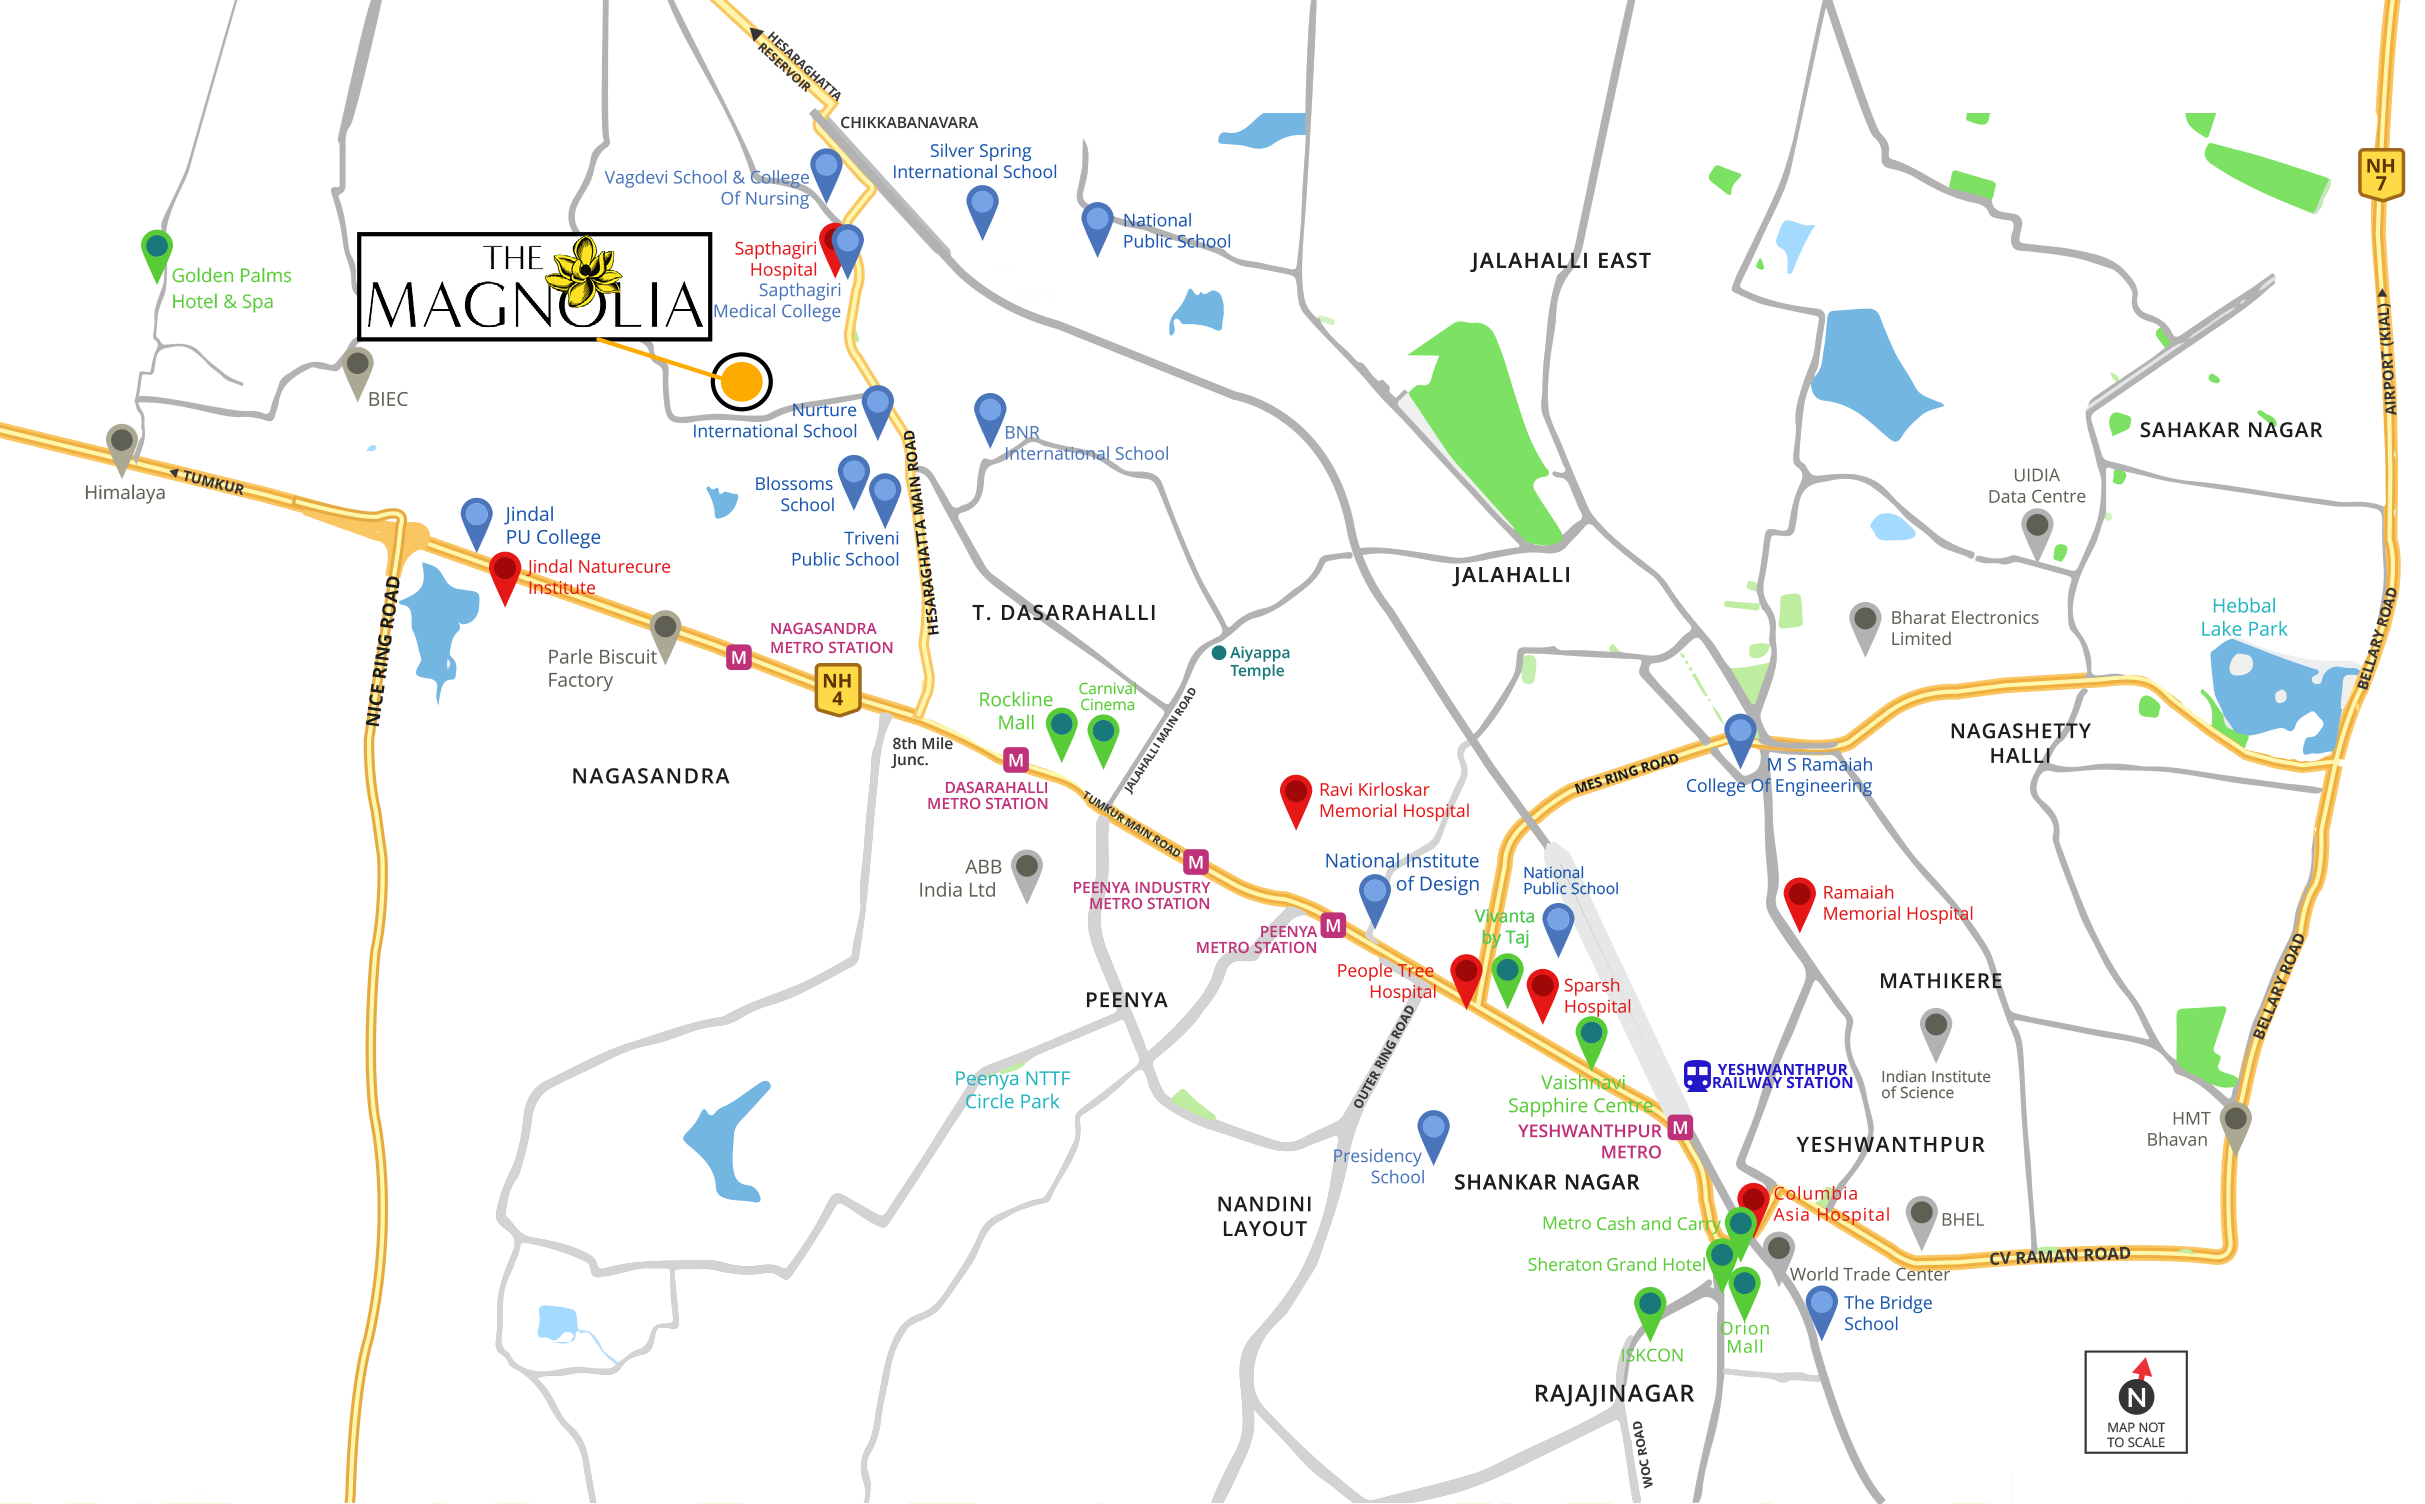 HESARAGHATTA
RESERVOIR
CHIKKABANAVARA
Silver Spring
International School
Vagdevi School & College
Of Nursing
National
Public School
NH
7
Sapthagiri
Hospital
Sapthagiri
Medical College
THE
MAGNOLIA
Golden Palms
Hotel & Spa
JALAHALLI EAST
AIRPORT (KIAL)
BIEC
Nurture
International School
BNR
International School
SAHAKAR NAGAR
Himalaya
TUMKUR
HESARAGHATTA MAIN ROAD
Blossoms
School
UIDIA
Data Centre
Jindal
PU College
Triveni
Public School
Jindal Naturecure
Institute
JALAHALLI
NICE RING ROAD
T. DASARAHALLI
Bharat Electronics
Limited
Hebbal
Lake Park
BELLARY ROAD
NAGASANDRA
METRO STATION
M
Parle Biscuit
Factory
Aiyappa
Temple
NH
4
Rockline
Mall
Carnival
Cinema
JALAHALLI MAIN ROAD
8th Mile
Junc.
M
NAGASHETTY
HALLI
NAGASANDRA
DASARAHALLI
METRO STATION
TUMKUR MAIN ROAD
MES RING ROAD
M S Ramaiah
College Of Engineering
Ravi Kirloskar
Memorial Hospital
ABB
India Ltd
M
PEENYA INDUSTRY
METRO STATION
National Institute
of Design
National
Public School
Ramaiah
Memorial Hospital
Vivanta
by Taj
M
PEENYA
METRO STATION
People Tree
Hospital
Sparsh
Hospital
MATHIKERE
BELLARY ROAD
PEENYA
OUTER RING ROAD
Peenya NTTF
Circle Park
Vaishnavi
Sapphire Centre
YESHWANTHPUR
RAILWAY STATION
Indian Institute
of Science
YESHWANTHPUR
METRO
M
HMT
Bhavan
YESHWANTHPUR
Presidency
School
SHANKAR NAGAR
NANDINI
LAYOUT
Columbia
Asia Hospital
Metro Cash and Carry
BHEL
Sheraton Grand Hotel
CV RAMAN ROAD
World Trade Center
The Bridge
School
Orion
Mall
ISKCON
RAJAJINAGAR
WOC ROAD
N
MAP NOT
TO SCALE